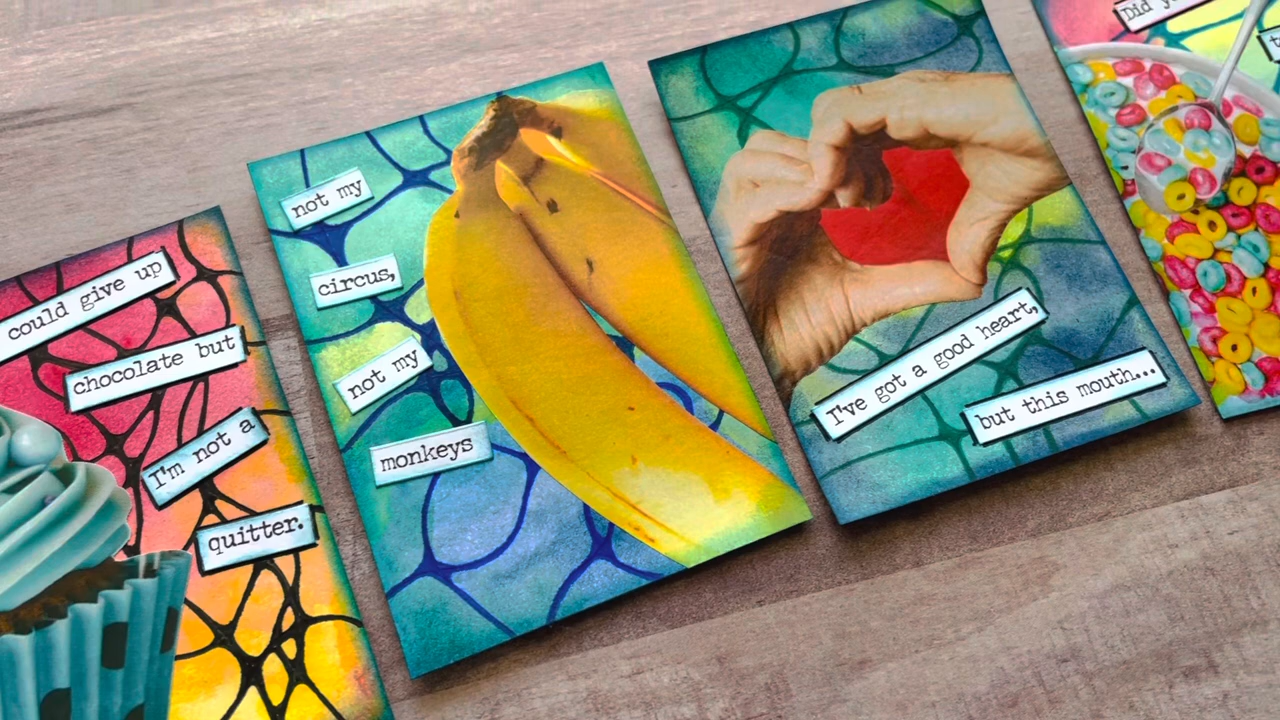 could give up
chocolate but
I'm not a
quitter.
not my
circus,
not my
monkeys
I've got a good heart,
but this mouth...
Did